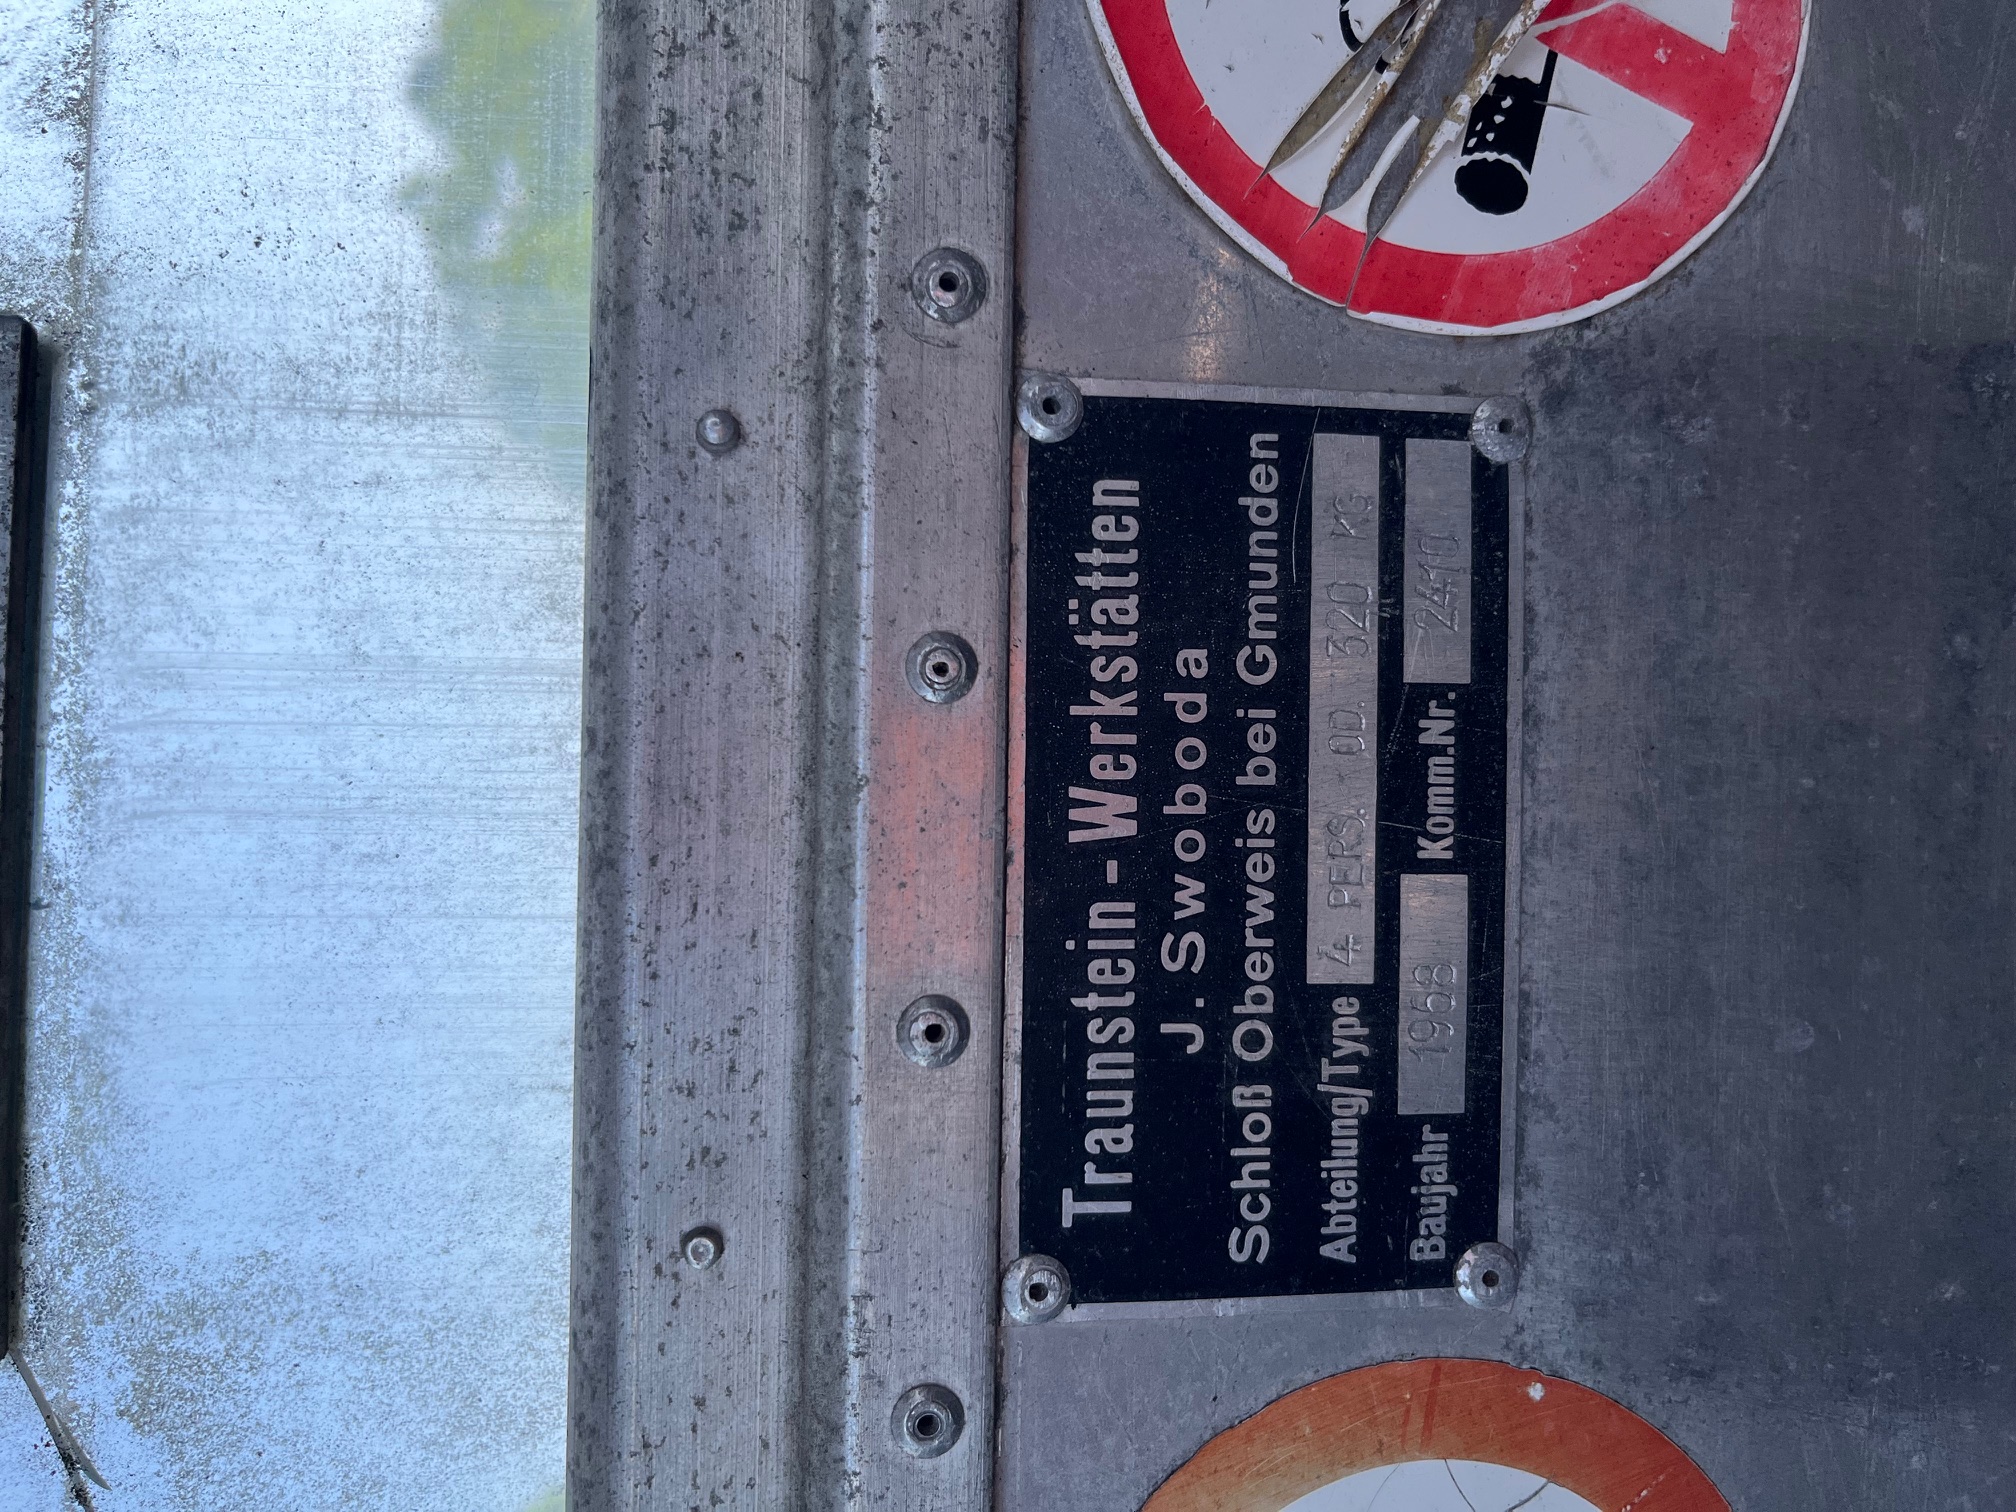 Traunstein - Werkstätten
J. Swoboda
Schloß Oberweis bei Gmunden
Abteilung/Type 4 PERS. OD. 320 KG
Baujahr 1968 Komm.Nr. 2410